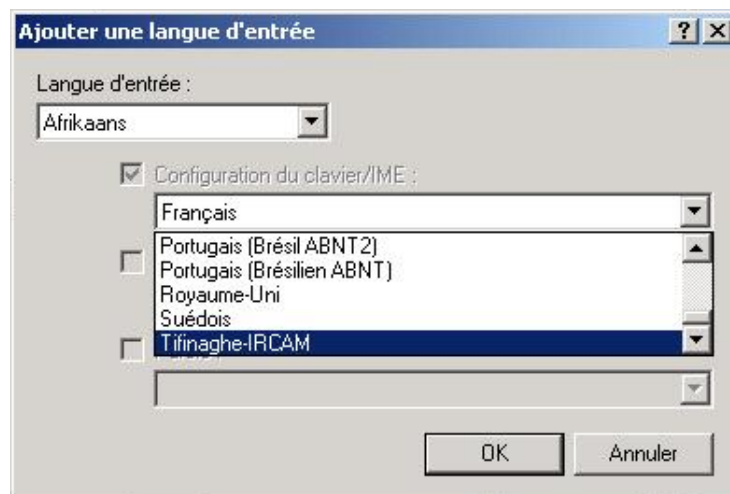 Ajouter une langue d'entrée
Langue d'entrée :
Afrikaans
Configuration du clavier/IME :
Français
Portugais (Brésil ABNT2)
Portugais (Brésilien ABNT)
Royaume-Uni
Suédois
Tifinaghe-IRCAM
OK Annuler